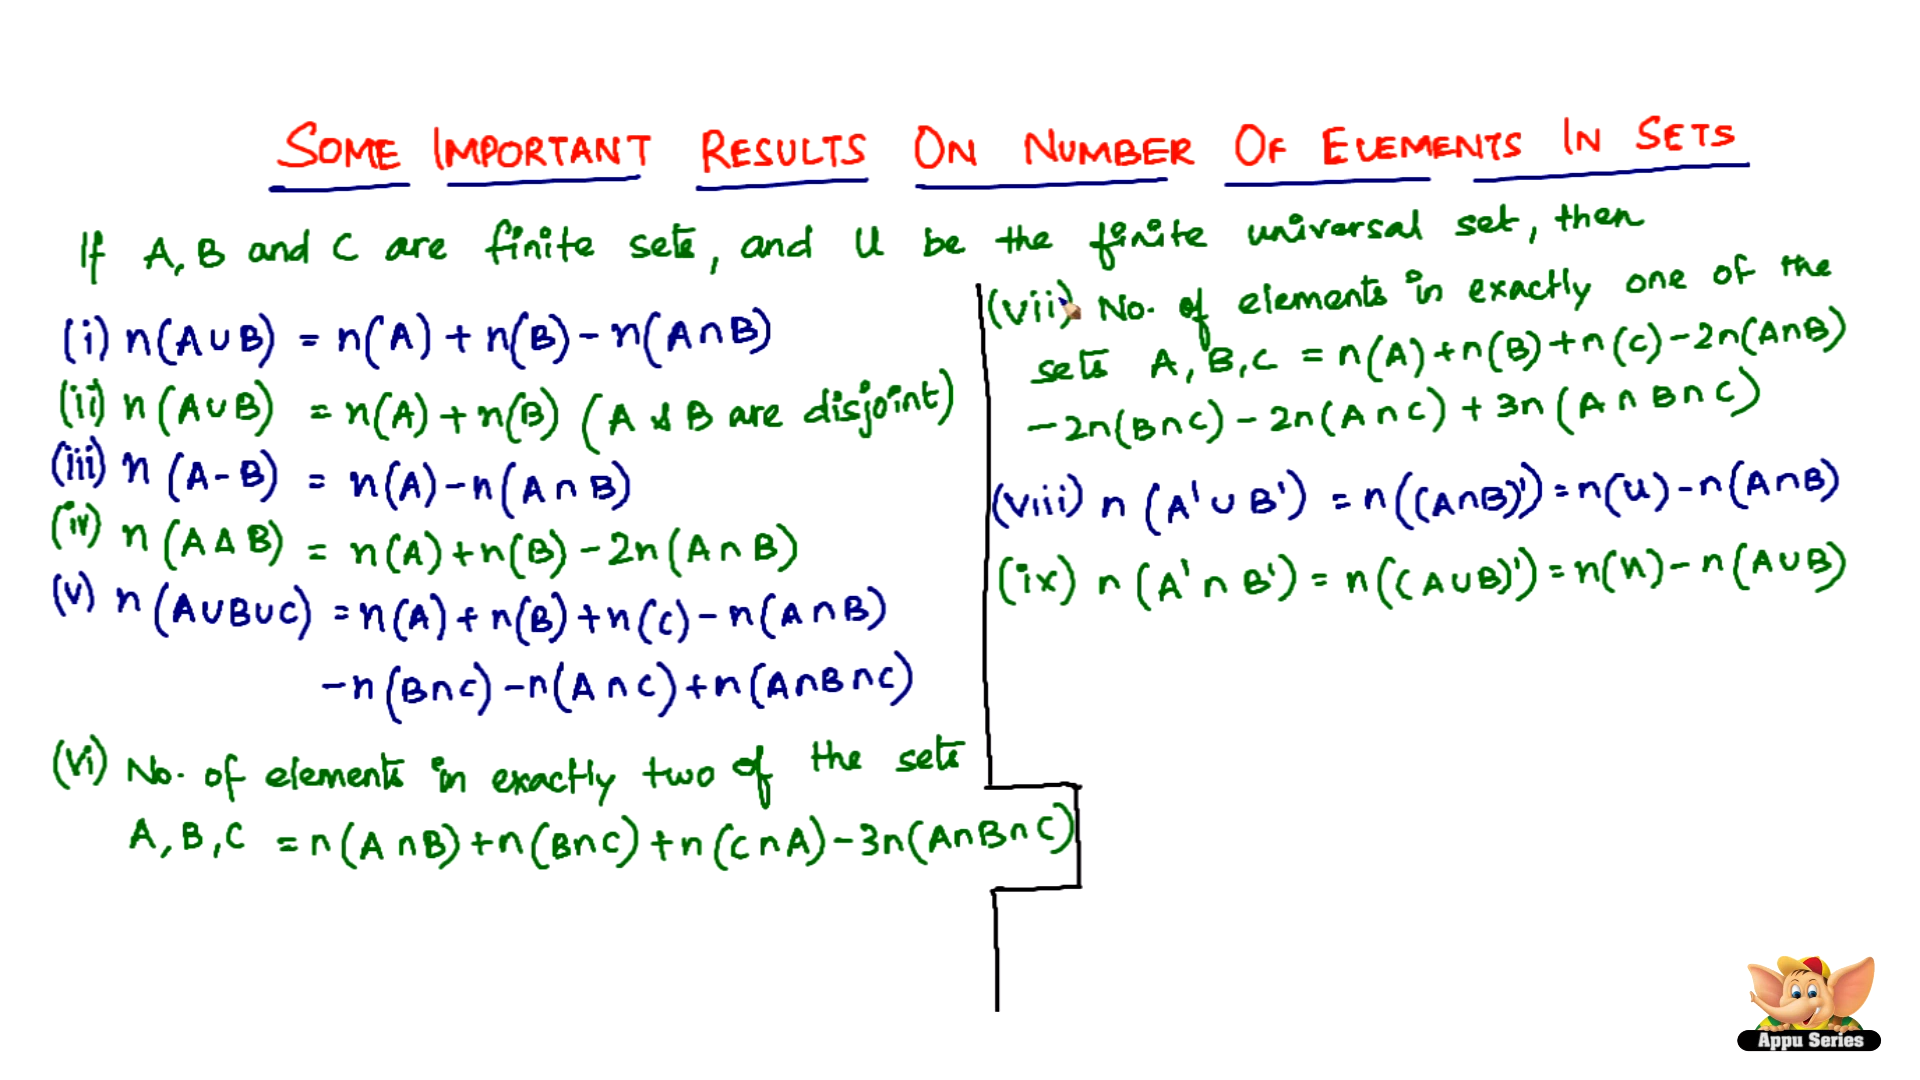 SOME IMPORTANT RESULTS ON NUMBER OF ELEMENTS IN SETS
If A, B and C are finite sets, and U be the finite universal set, then
(i) n(A∪B) = n(A) + n(B) - n(A∩B)
(ii) n(A∪B) = n(A) + n(B) (A & B are disjoint)
(iii) n(A-B) = n(A) - n(A∩B)
(iv) n(A∆B) = n(A) + n(B) - 2n(A∩B)
(v) n(A∪B∪C) = n(A) + n(B) + n(C) - n(A∩B)
-n(B∩C) - n(A∩C) + n(A∩B∩C)
(vi) No. of elements in exactly two of the sets
A, B, C = n(A∩B) + n(B∩C) + n(C∩A) - 3n(A∩B∩C)
(vii) No. of elements in exactly one of the
sets A, B, C = n(A) + n(B) + n(C) - 2n(A∩B)
-2n(B∩C) - 2n(A∩C) + 3n(A∩B∩C)
(viii) n(A'∪B') = n((A∩B)') = n(U) - n(A∩B)
(ix) n(A'∩B') = n((A∪B)') = n(U) - n(A∪B)
Appu Series